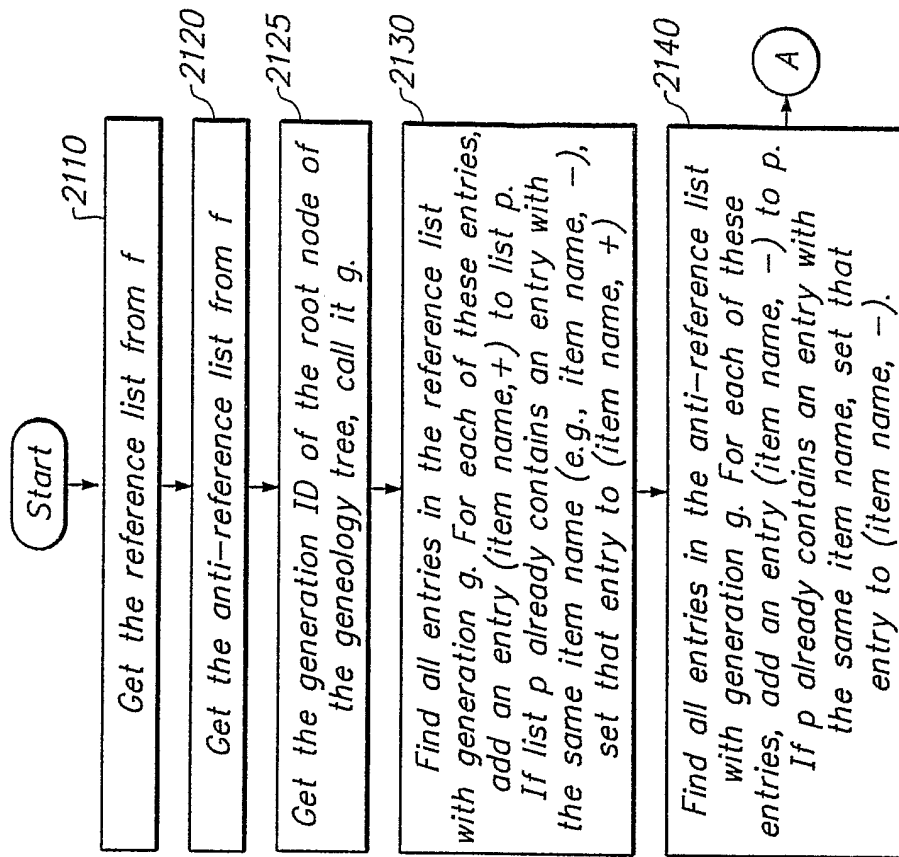 Start
2110
Get the reference list from f
2120
Get the anti-reference list from f
2125
Get the generation ID of the root node of
the geneology tree, call it g.
2130
Find all entries in the reference list
with generation g. For each of these entries,
add an entry (item name,+) to list p.
If list p already contains an entry with
the same item name (e.g., item name, -),
set that entry to (item name, +)
2140
Find all entries in the anti-reference list
with generation g. For each of these
entries, add an entry (item name, -) to p.
If p already contains an entry with
the same item name, set that
entry to (item name, -).
A